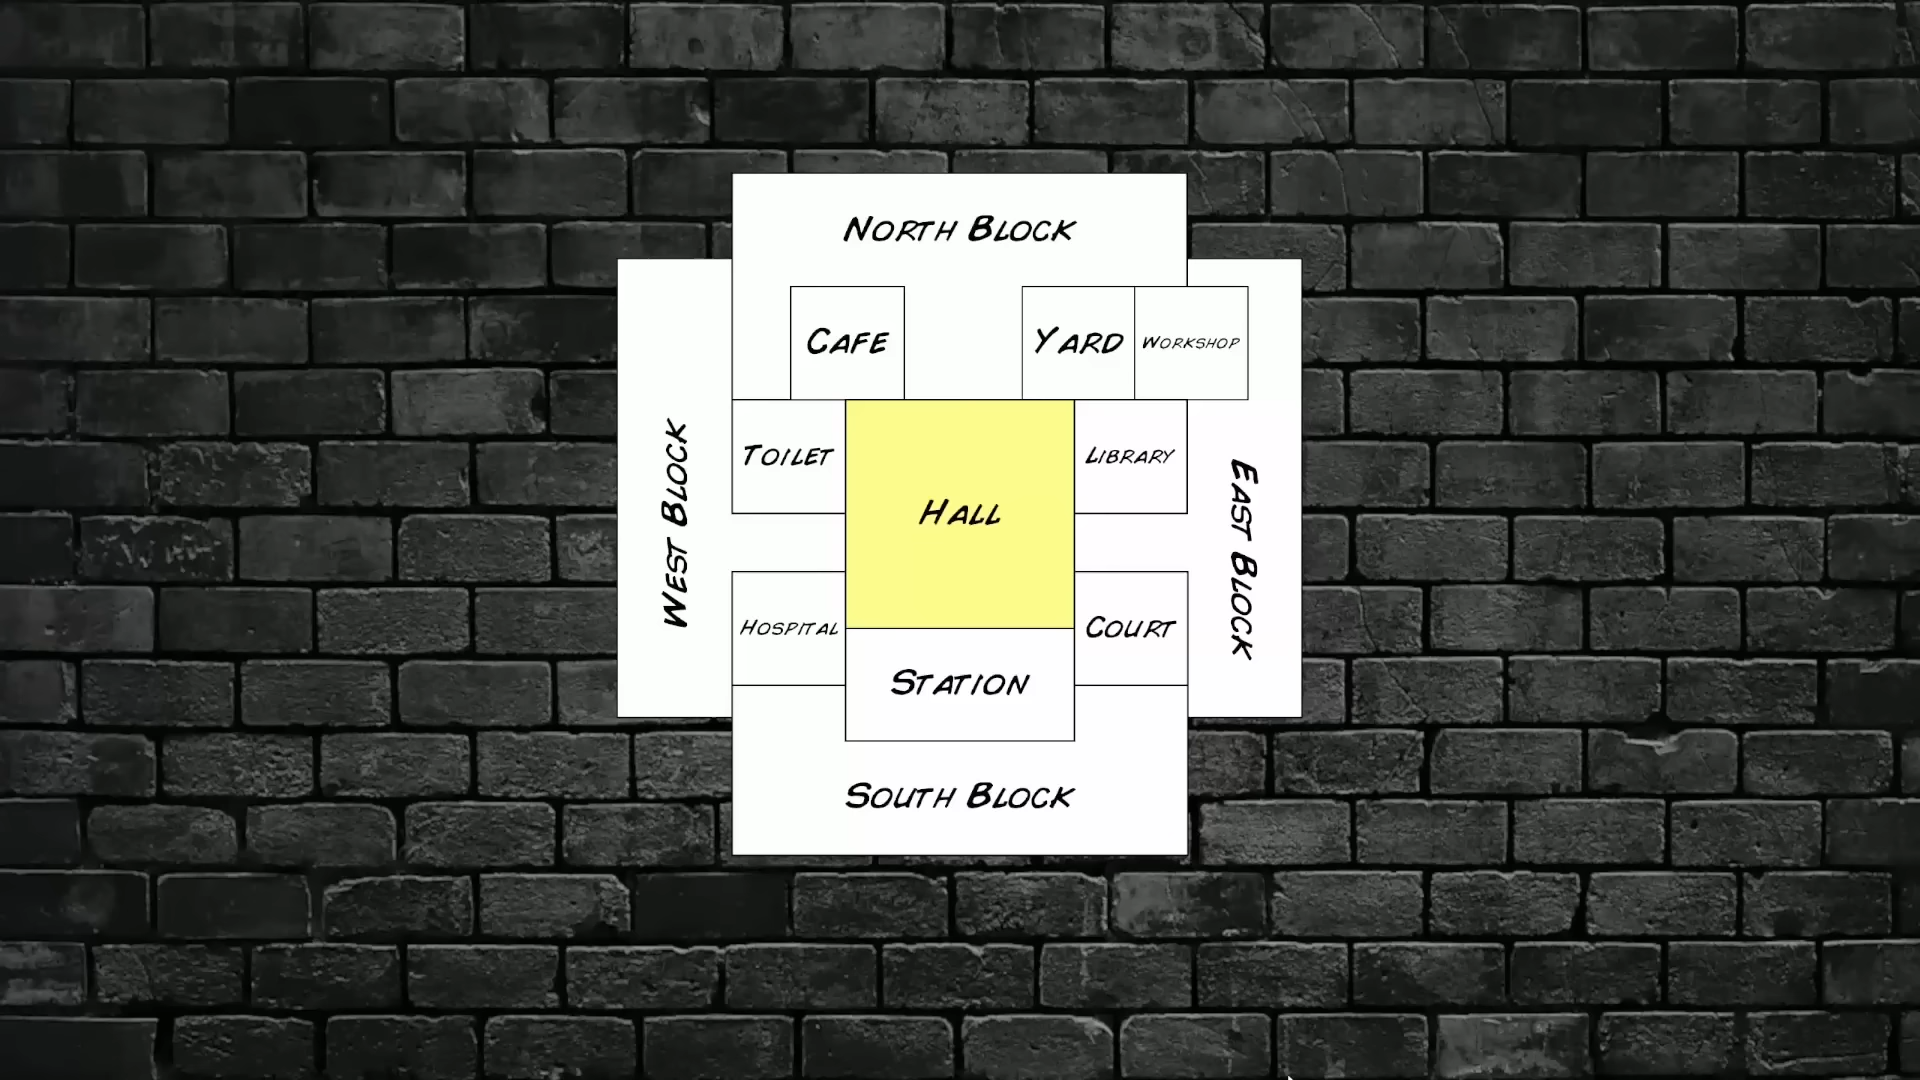 North Block
Cafe
Yard
Workshop
West Block
Toilet
Hall
Library
East Block
Hospital
Court
Station
South Block